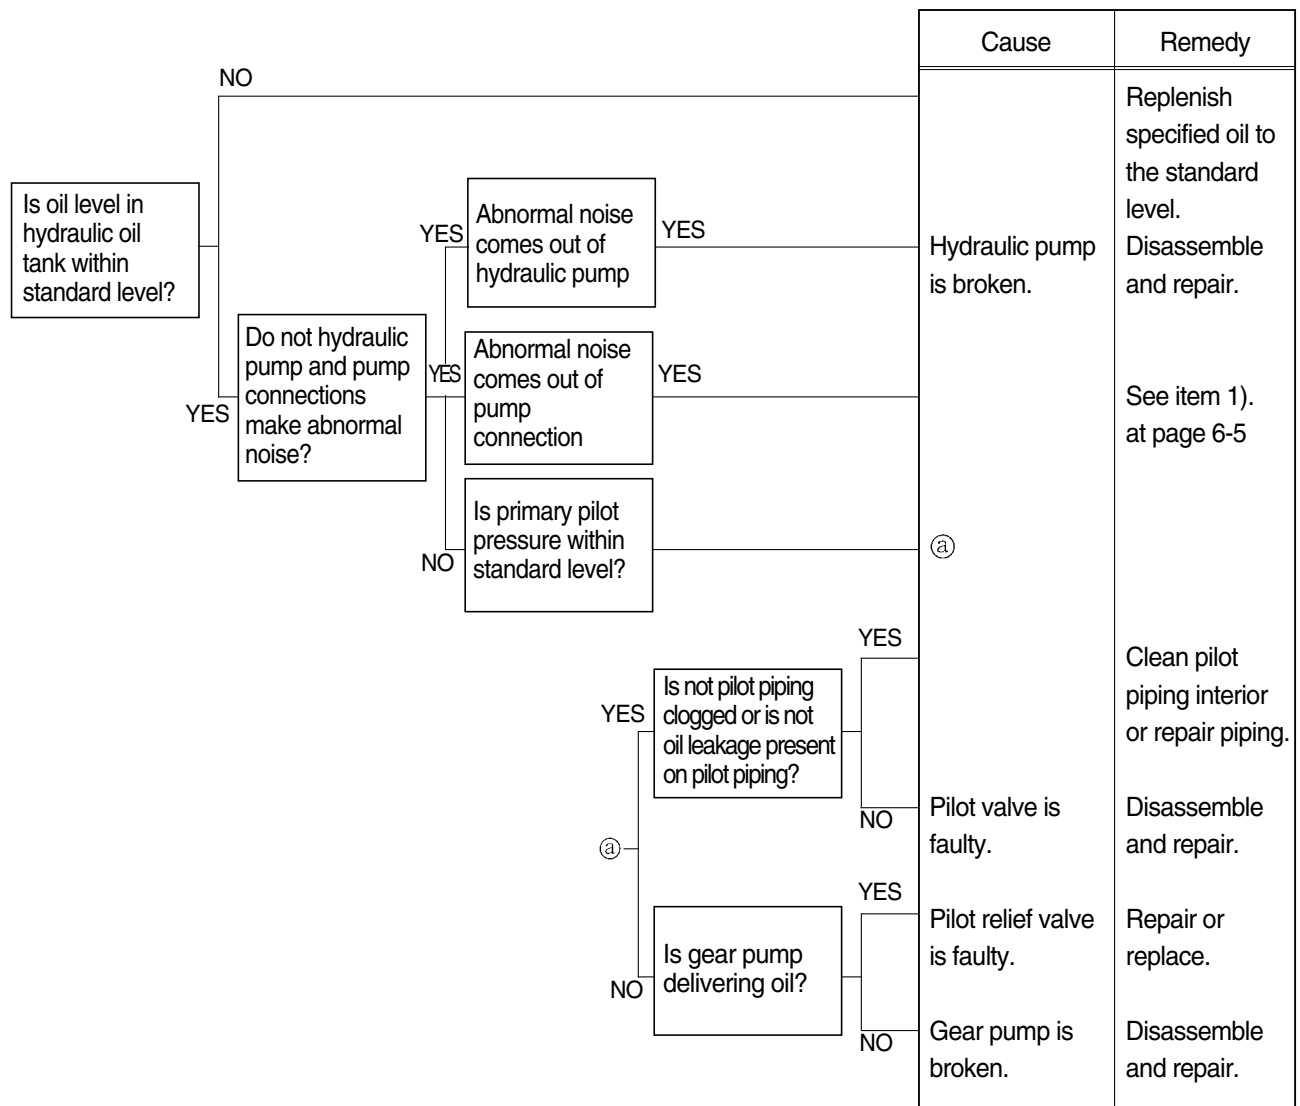 Cause
Remedy
NO
Replenish
specified oil to
the standard
level.
Is oil level in
hydraulic oil
tank within
standard level?
YES
Abnormal noise
comes out of
hydraulic pump
YES
Hydraulic pump
is broken.
Disassemble
and repair.
YES
Do not hydraulic
pump and pump
connections
make abnormal
noise?
YES
Abnormal noise
comes out of
pump
connection
YES
See item 1).
at page 6-5
NO
Is primary pilot
pressure within
standard level?
ⓐ
YES
Is not pilot piping
clogged or is not
oil leakage present
on pilot piping?
YES
Clean pilot
piping interior
or repair piping.
NO
Pilot valve is
faulty.
Disassemble
and repair.
ⓐ
NO
Is gear pump
delivering oil?
YES
Pilot relief valve
is faulty.
Repair or
replace.
NO
Gear pump is
broken.
Disassemble
and repair.